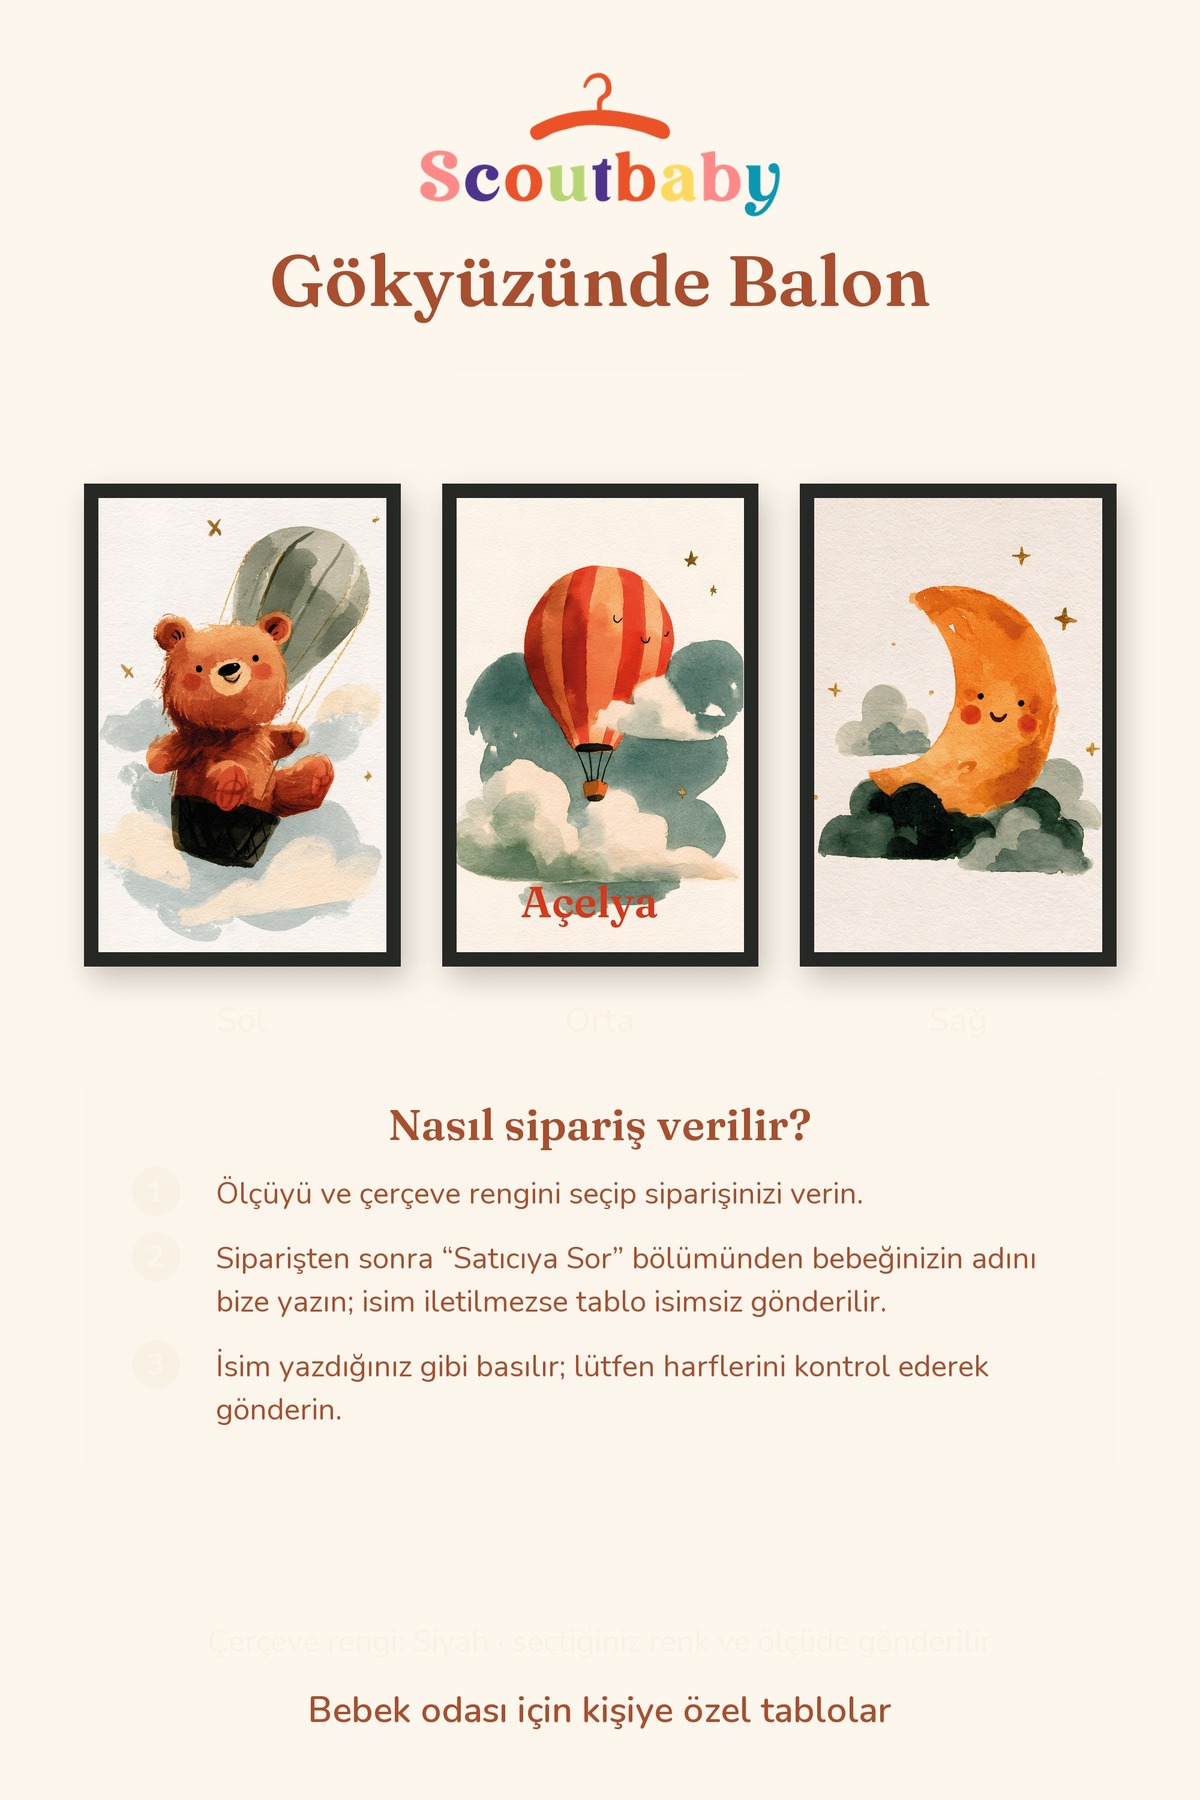 Scoutbaby
Gökyüzünde Balon
Açelya
Sol
Orta
Sağ
Nasıl sipariş verilir?
1
Ölçüyü ve çerçeve rengini seçip siparişinizi verin.
2
Siparişten sonra “Satıcıya Sor” bölümünden bebeğinizin adını
bize yazın; isim iletilmezse tablo isimsiz gönderilir.
3
İsim yazdığınız gibi basılır; lütfen harflerini kontrol ederek
gönderin.
Çerçeve rengi: Siyah · seçtiğiniz renk ve ölçüde gönderilir
Bebek odası için kişiye özel tablolar